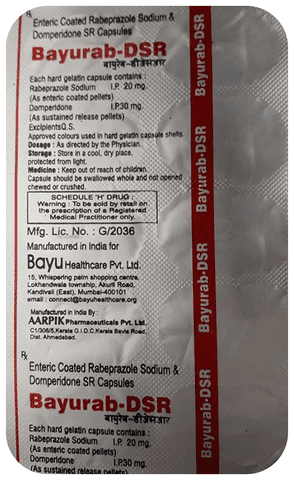 Rx
Enteric Coated Rabeprazole Sodium &
Domperidone SR Capsules
Bayurab-DSR
बायुरेब-डीएसआर
Each hard gelatin capsule contains :
Rabeprazole Sodium I.P. 20 mg.
(As enteric coated pellets)
Domperidone I.P.30 mg.
(As sustained release pellets)
ExcipientsQ.S.
Approved colours used in hard gelatin capsule shells.
Dosage : As directed by the Physician.
Storage : Store in a cool, dry place,
protected from light.
Medicine : Keep out of reach of children.
Capsule should be swallowed whole and not opened
chewed or crushed.
SCHEDULE 'H' DRUG :
Warning : To be sold by retail on
the prescription of a Registered
Medical Practitioner only.
Mfg. Lic. No. : G/2036
Manufactured in India for
Bayu Healthcare Pvt. Ltd.
15, Whispering palm shopping centre,
Lokhandwala township, Akurli Road,
Kandivali (East), Mumbai-400101
email : connect@bayuhealthcare.org
Manufactured in India By :
AARPIK Pharmaceuticals Pvt. Ltd.
C1/306/5,Kerala G.I.D.C,Kerala Bavla Road,
Dist. Ahmedabad.
Rx
Enteric Coated Rabeprazole Sodium &
Domperidone SR Capsules
Bayurab-DSR
बायुरेब-डीएसआर
Each hard gelatin capsule contains :
Rabeprazole Sodium I.P. 20 mg.
(As enteric coated pellets)
Domperidone I.P.30 mg.
(As sustained release pellets)
Bayurab-DSR
Bayurab-DSR
Bayurab-DSR
Bayurab-DSR